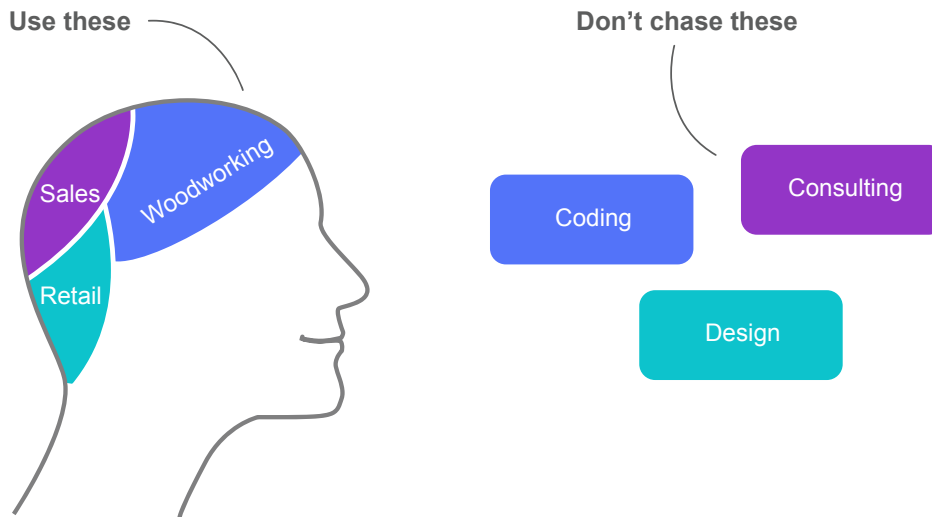 Use these
Don’t chase these
Sales
Woodworking
Retail
Coding
Consulting
Design